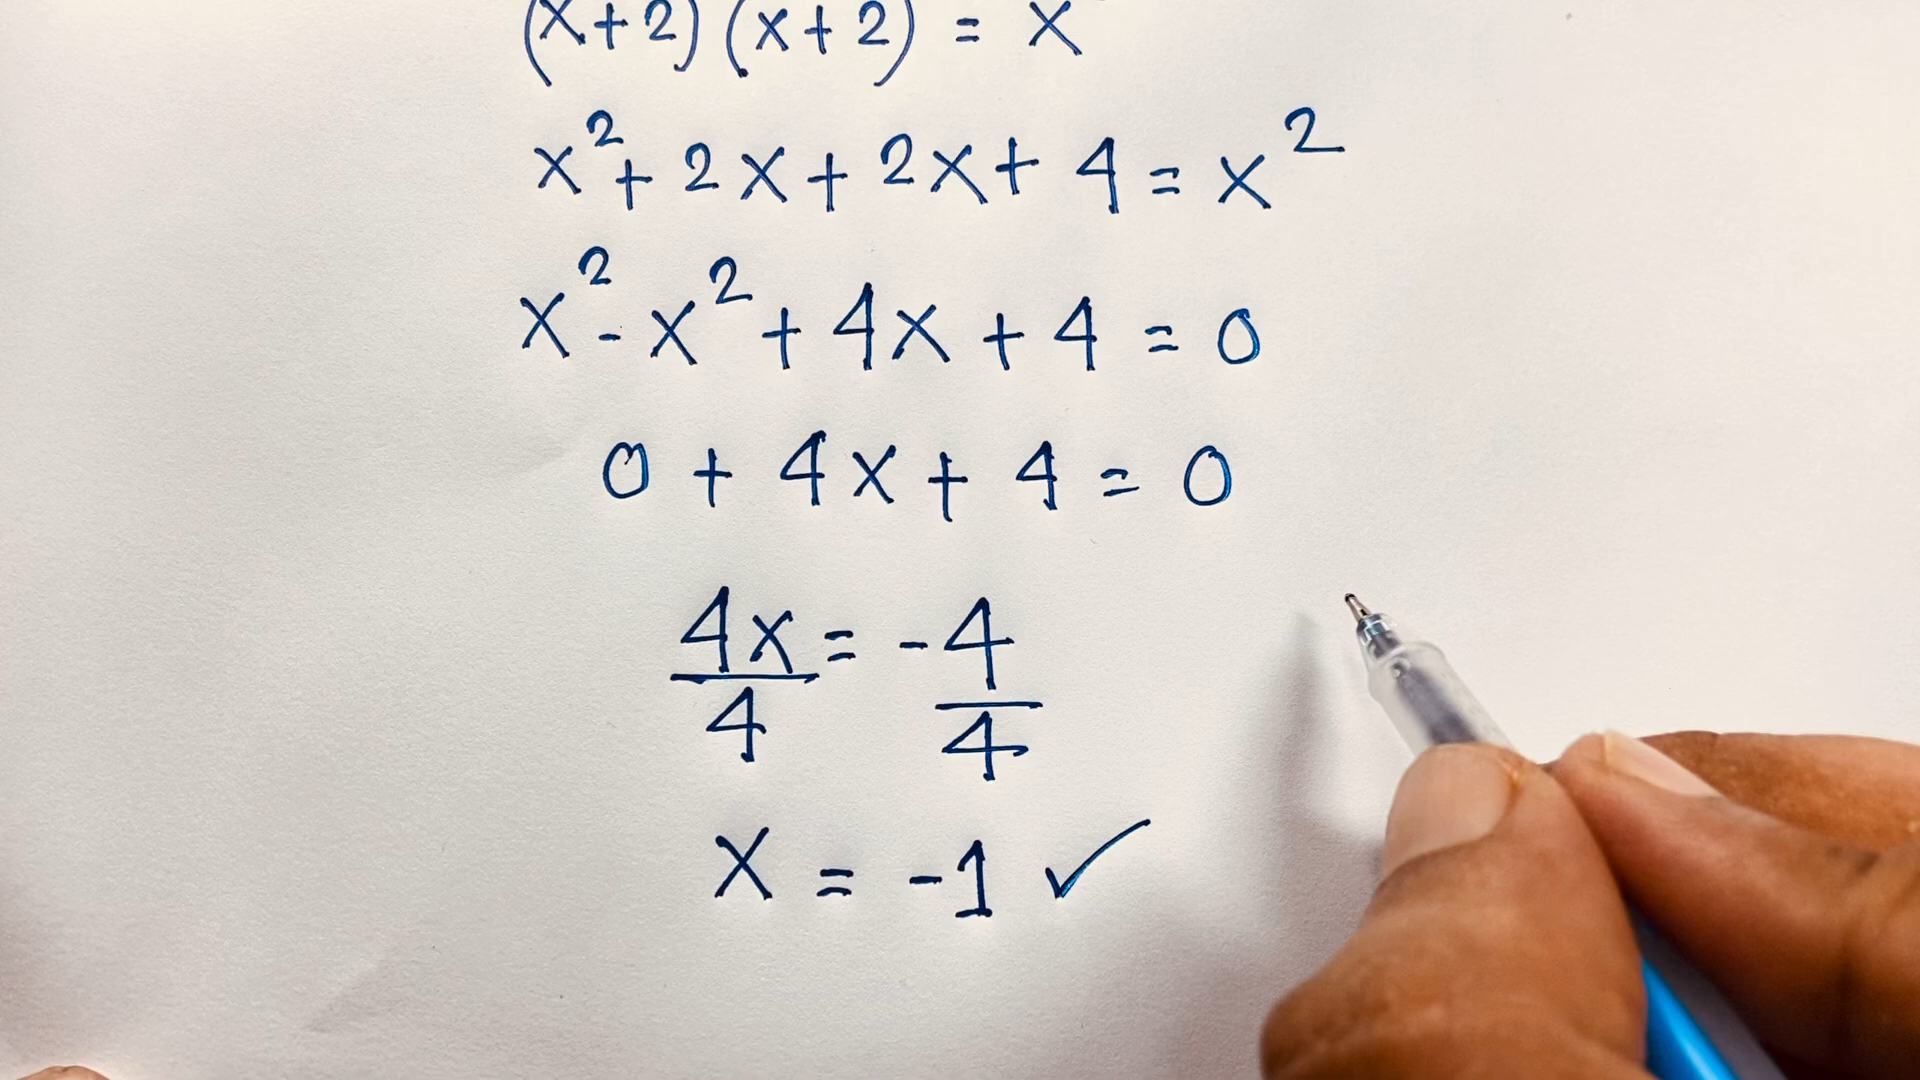 (x+2)(x+2) = x
x²+2x+2x+4=x²
x²-x²+4x+4=0
0+4x+4=0
4x/4 = -4/4
x = -1 ✓